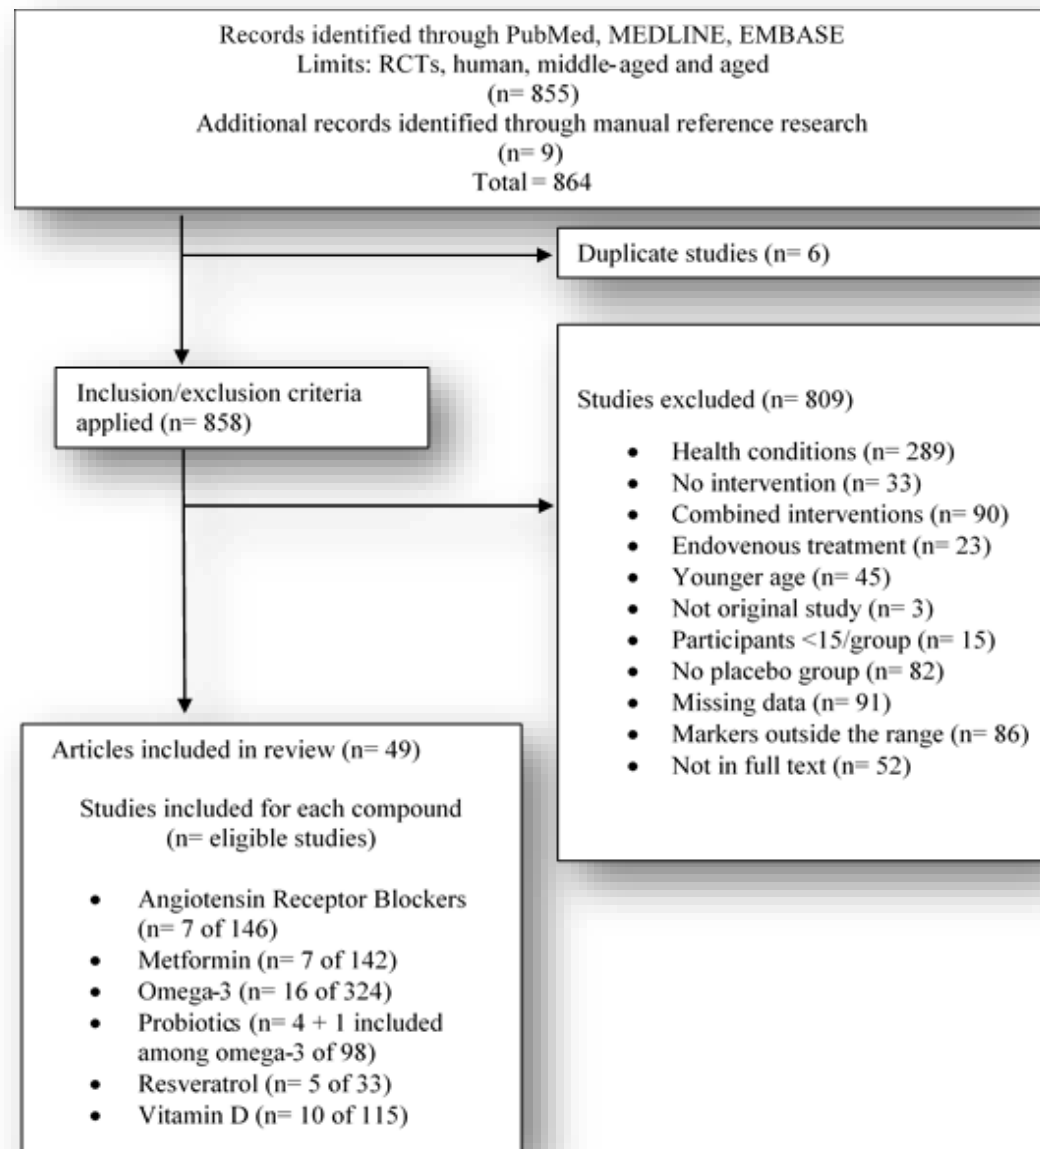 Records identified through PubMed, MEDLINE, EMBASE
Limits: RCTs, human, middle-aged and aged
(n= 855)
Additional records identified through manual reference research
(n= 9)
Total = 864
Duplicate studies (n= 6)
Inclusion/exclusion criteria
applied (n= 858)
Studies excluded (n= 809)
• Health conditions (n= 289)
• No intervention (n= 33)
• Combined interventions (n= 90)
• Endovenous treatment (n= 23)
• Younger age (n= 45)
• Not original study (n= 3)
• Participants <15/group (n= 15)
• No placebo group (n= 82)
• Missing data (n= 91)
• Markers outside the range (n= 86)
• Not in full text (n= 52)
Articles included in review (n= 49)
Studies included for each compound
(n= eligible studies)
• Angiotensin Receptor Blockers
(n= 7 of 146)
• Metformin (n= 7 of 142)
• Omega-3 (n= 16 of 324)
• Probiotics (n= 4 + 1 included
among omega-3 of 98)
• Resveratrol (n= 5 of 33)
• Vitamin D (n= 10 of 115)